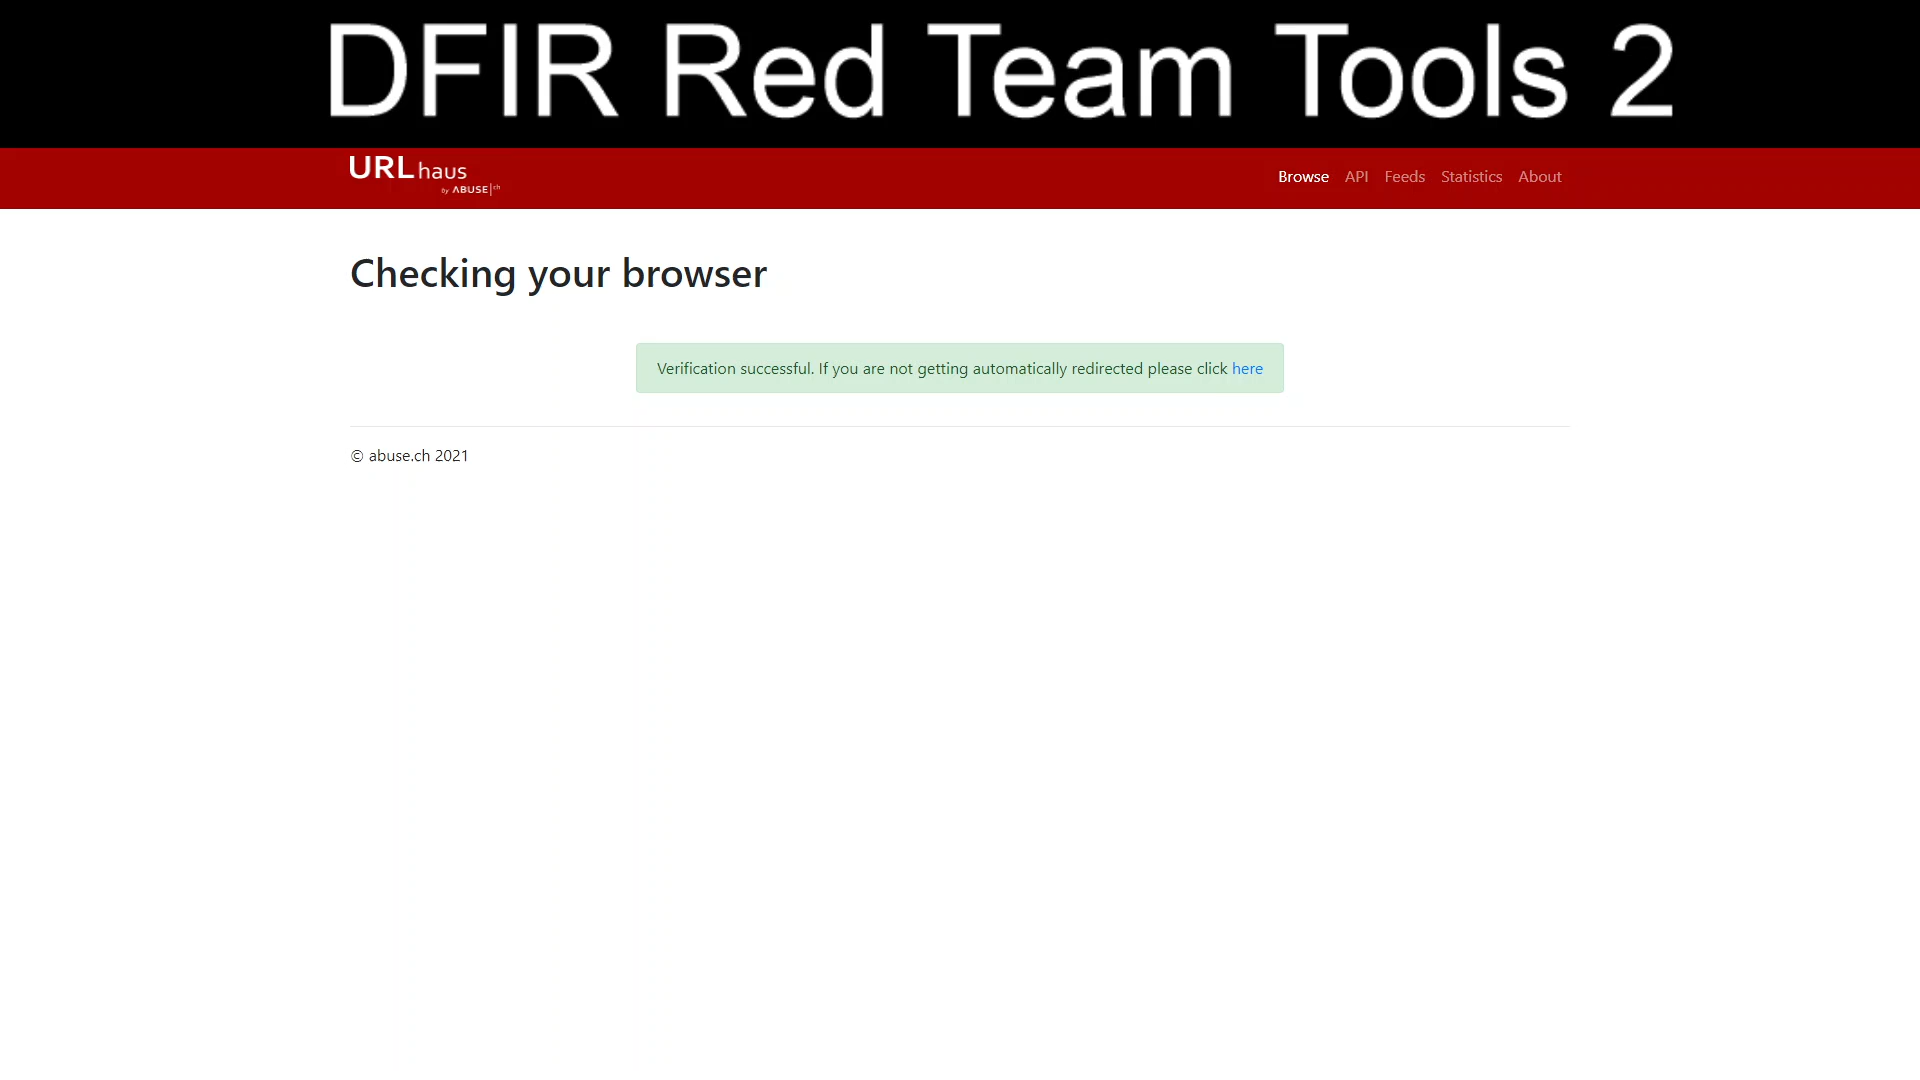 DFIR Red Team Tools 2
URLhaus
by ABUSE|ch
Browse API Feeds Statistics About
Checking your browser
Verification successful. If you are not getting automatically redirected please click here
© abuse.ch 2021